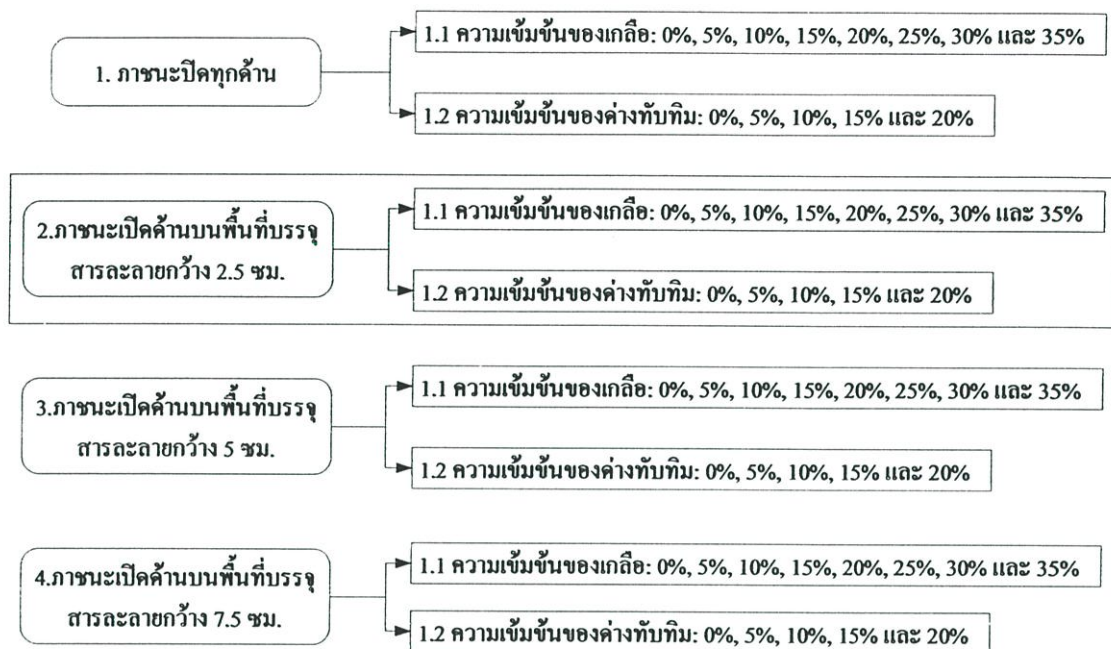 1. ภาชนะปิดทุกด้าน
1.1 ความเข้มข้นของเกลือ: 0%, 5%, 10%, 15%, 20%, 25%, 30% และ 35%
1.2 ความเข้มข้นของด่างทับทิม: 0%, 5%, 10%, 15% และ 20%
2.ภาชนะเปิดด้านบนพื้นที่บรรจุ
สารละลายกว้าง 2.5 ซม.
1.1 ความเข้มข้นของเกลือ: 0%, 5%, 10%, 15%, 20%, 25%, 30% และ 35%
1.2 ความเข้มข้นของด่างทับทิม: 0%, 5%, 10%, 15% และ 20%
3.ภาชนะเปิดด้านบนพื้นที่บรรจุ
สารละลายกว้าง 5 ซม.
1.1 ความเข้มข้นของเกลือ: 0%, 5%, 10%, 15%, 20%, 25%, 30% และ 35%
1.2 ความเข้มข้นของด่างทับทิม: 0%, 5%, 10%, 15% และ 20%
4.ภาชนะเปิดด้านบนพื้นที่บรรจุ
สารละลายกว้าง 7.5 ซม.
1.1 ความเข้มข้นของเกลือ: 0%, 5%, 10%, 15%, 20%, 25%, 30% และ 35%
1.2 ความเข้มข้นของด่างทับทิม: 0%, 5%, 10%, 15% และ 20%